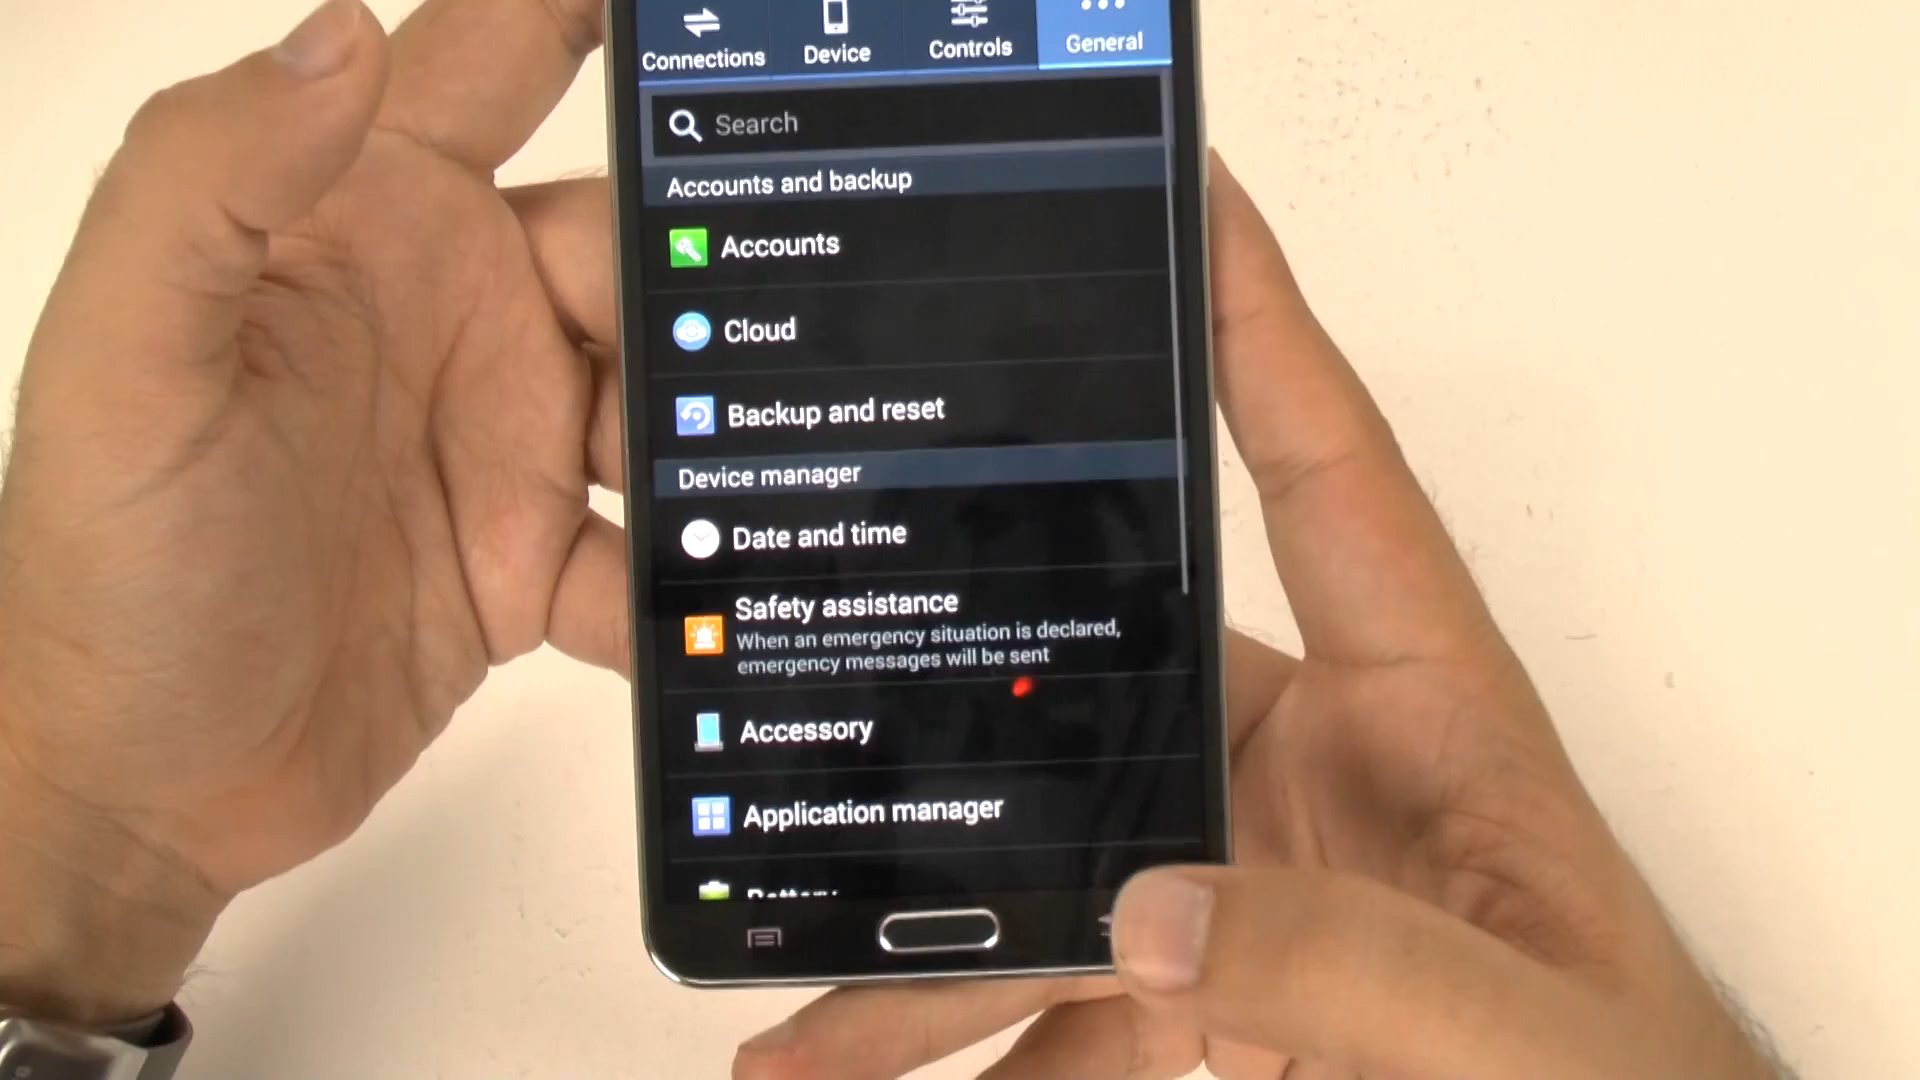 Connections
Device
Controls
General
Search
Accounts and backup
Accounts
Cloud
Backup and reset
Device manager
Date and time
Safety assistance
When an emergency situation is declared,
emergency messages will be sent
Accessory
Application manager